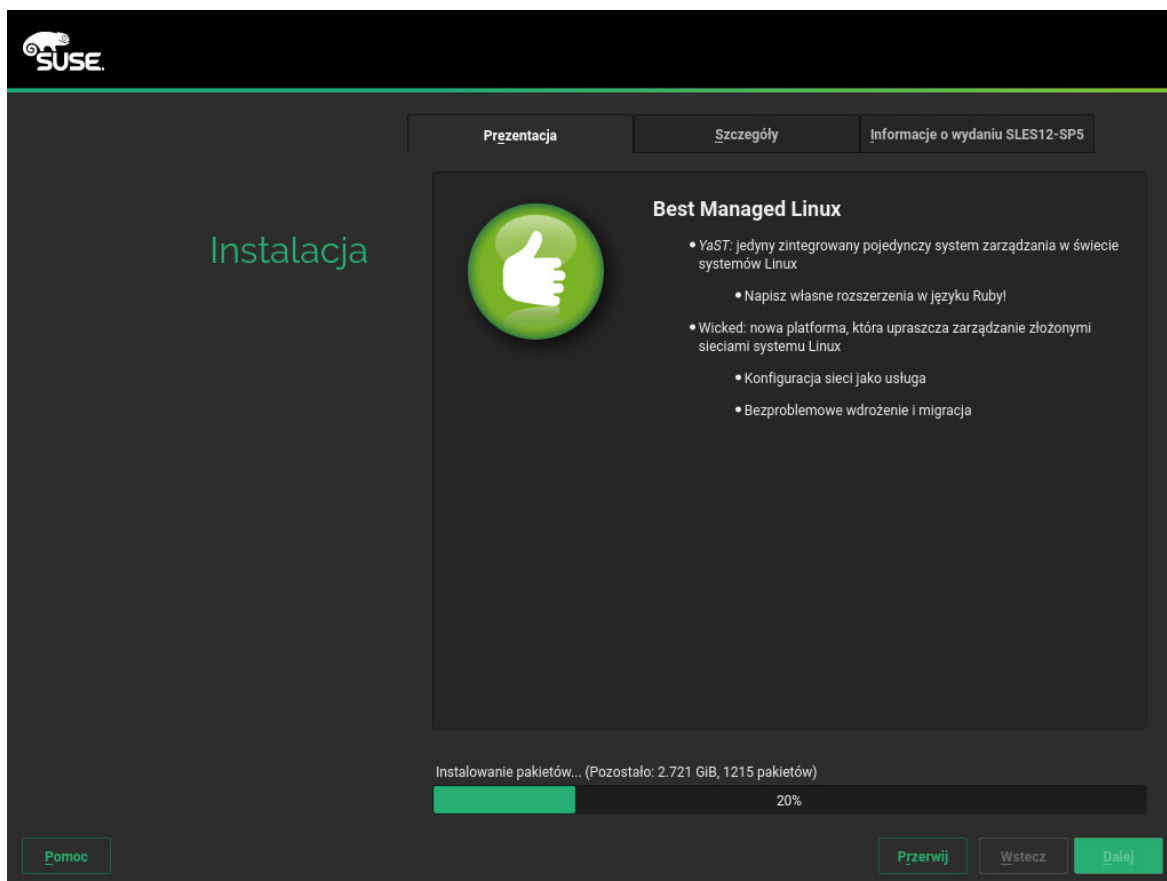 SUSE.
Prezentacja
Szczegóły
Informacje o wydaniu SLES12-SP5
Instalacja
Best Managed Linux
YaST: jedyny zintegrowany pojedynczy system zarządzania w świecie
systemów Linux
Napisz własne rozszerzenia w języku Ruby!
Wicked: nowa platforma, która upraszcza zarządzanie złożonymi
sieciami systemu Linux
Konfiguracja sieci jako usługa
Bezproblemowe wdrożenie i migracja
Instalowanie pakietów... (Pozostało: 2.721 GiB, 1215 pakietów)
20%
Pomoc
Przerwij
Wstecz
Dalej